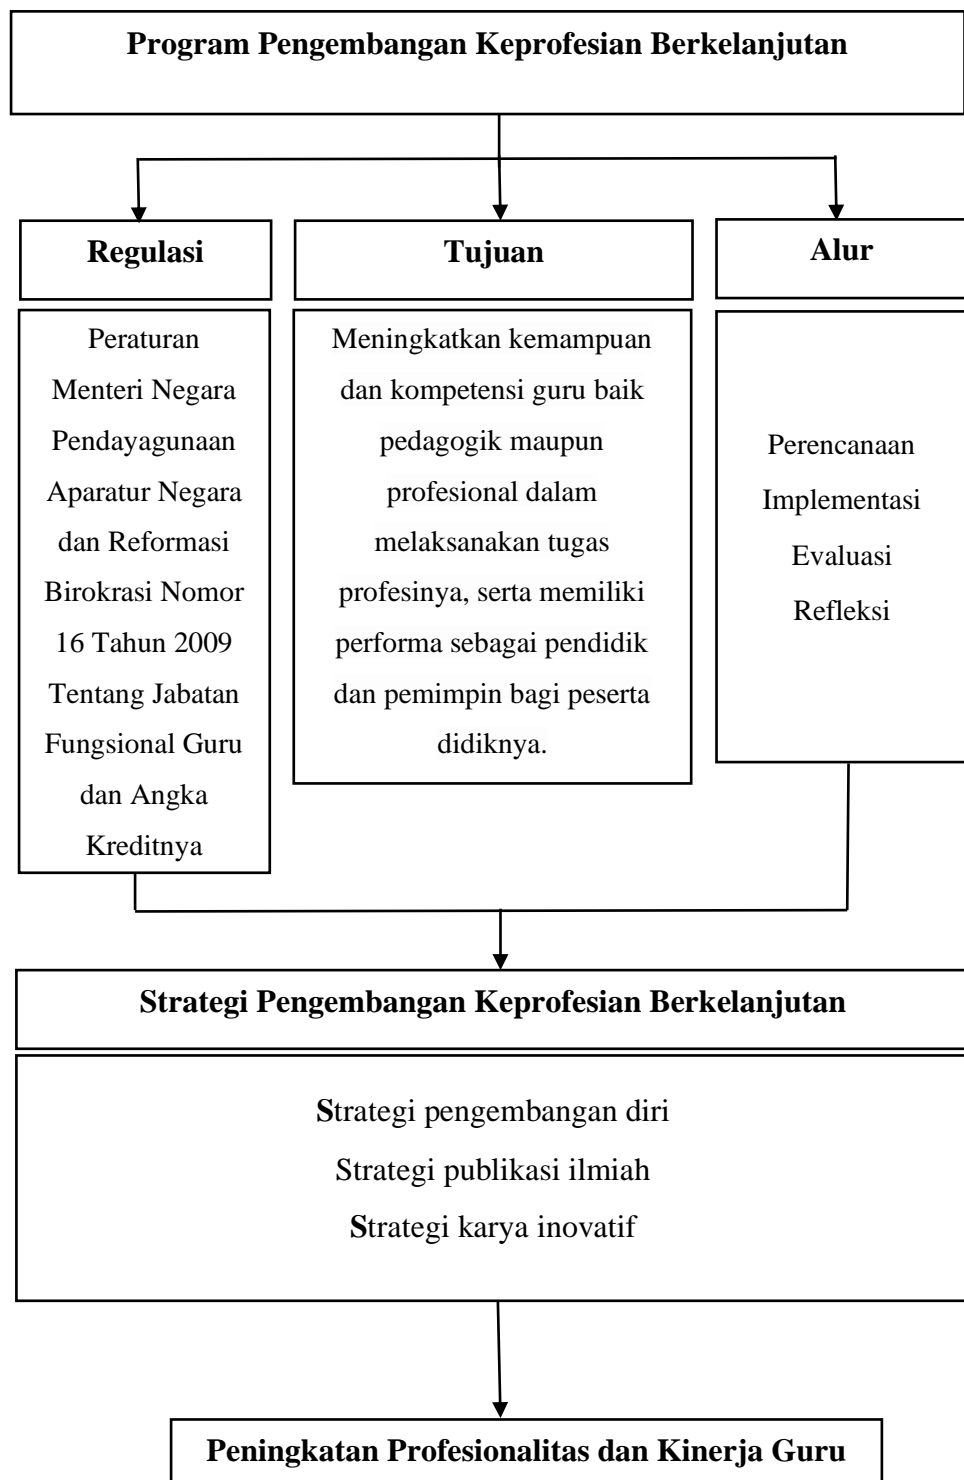 Program Pengembangan Keprofesian Berkelanjutan
Regulasi
Peraturan
Menteri Negara
Pendayagunaan
Aparatur Negara
dan Reformasi
Birokrasi Nomor
16 Tahun 2009
Tentang Jabatan
Fungsional Guru
dan Angka
Kreditnya
Tujuan
Meningkatkan kemampuan
dan kompetensi guru baik
pedagogik maupun
profesional dalam
melaksanakan tugas
profesinya, serta memiliki
performa sebagai pendidik
dan pemimpin bagi peserta
didiknya.
Alur
Perencanaan
Implementasi
Evaluasi
Refleksi
Strategi Pengembangan Keprofesian Berkelanjutan
Strategi pengembangan diri
Strategi publikasi ilmiah
Strategi karya inovatif
Peningkatan Profesionalitas dan Kinerja Guru